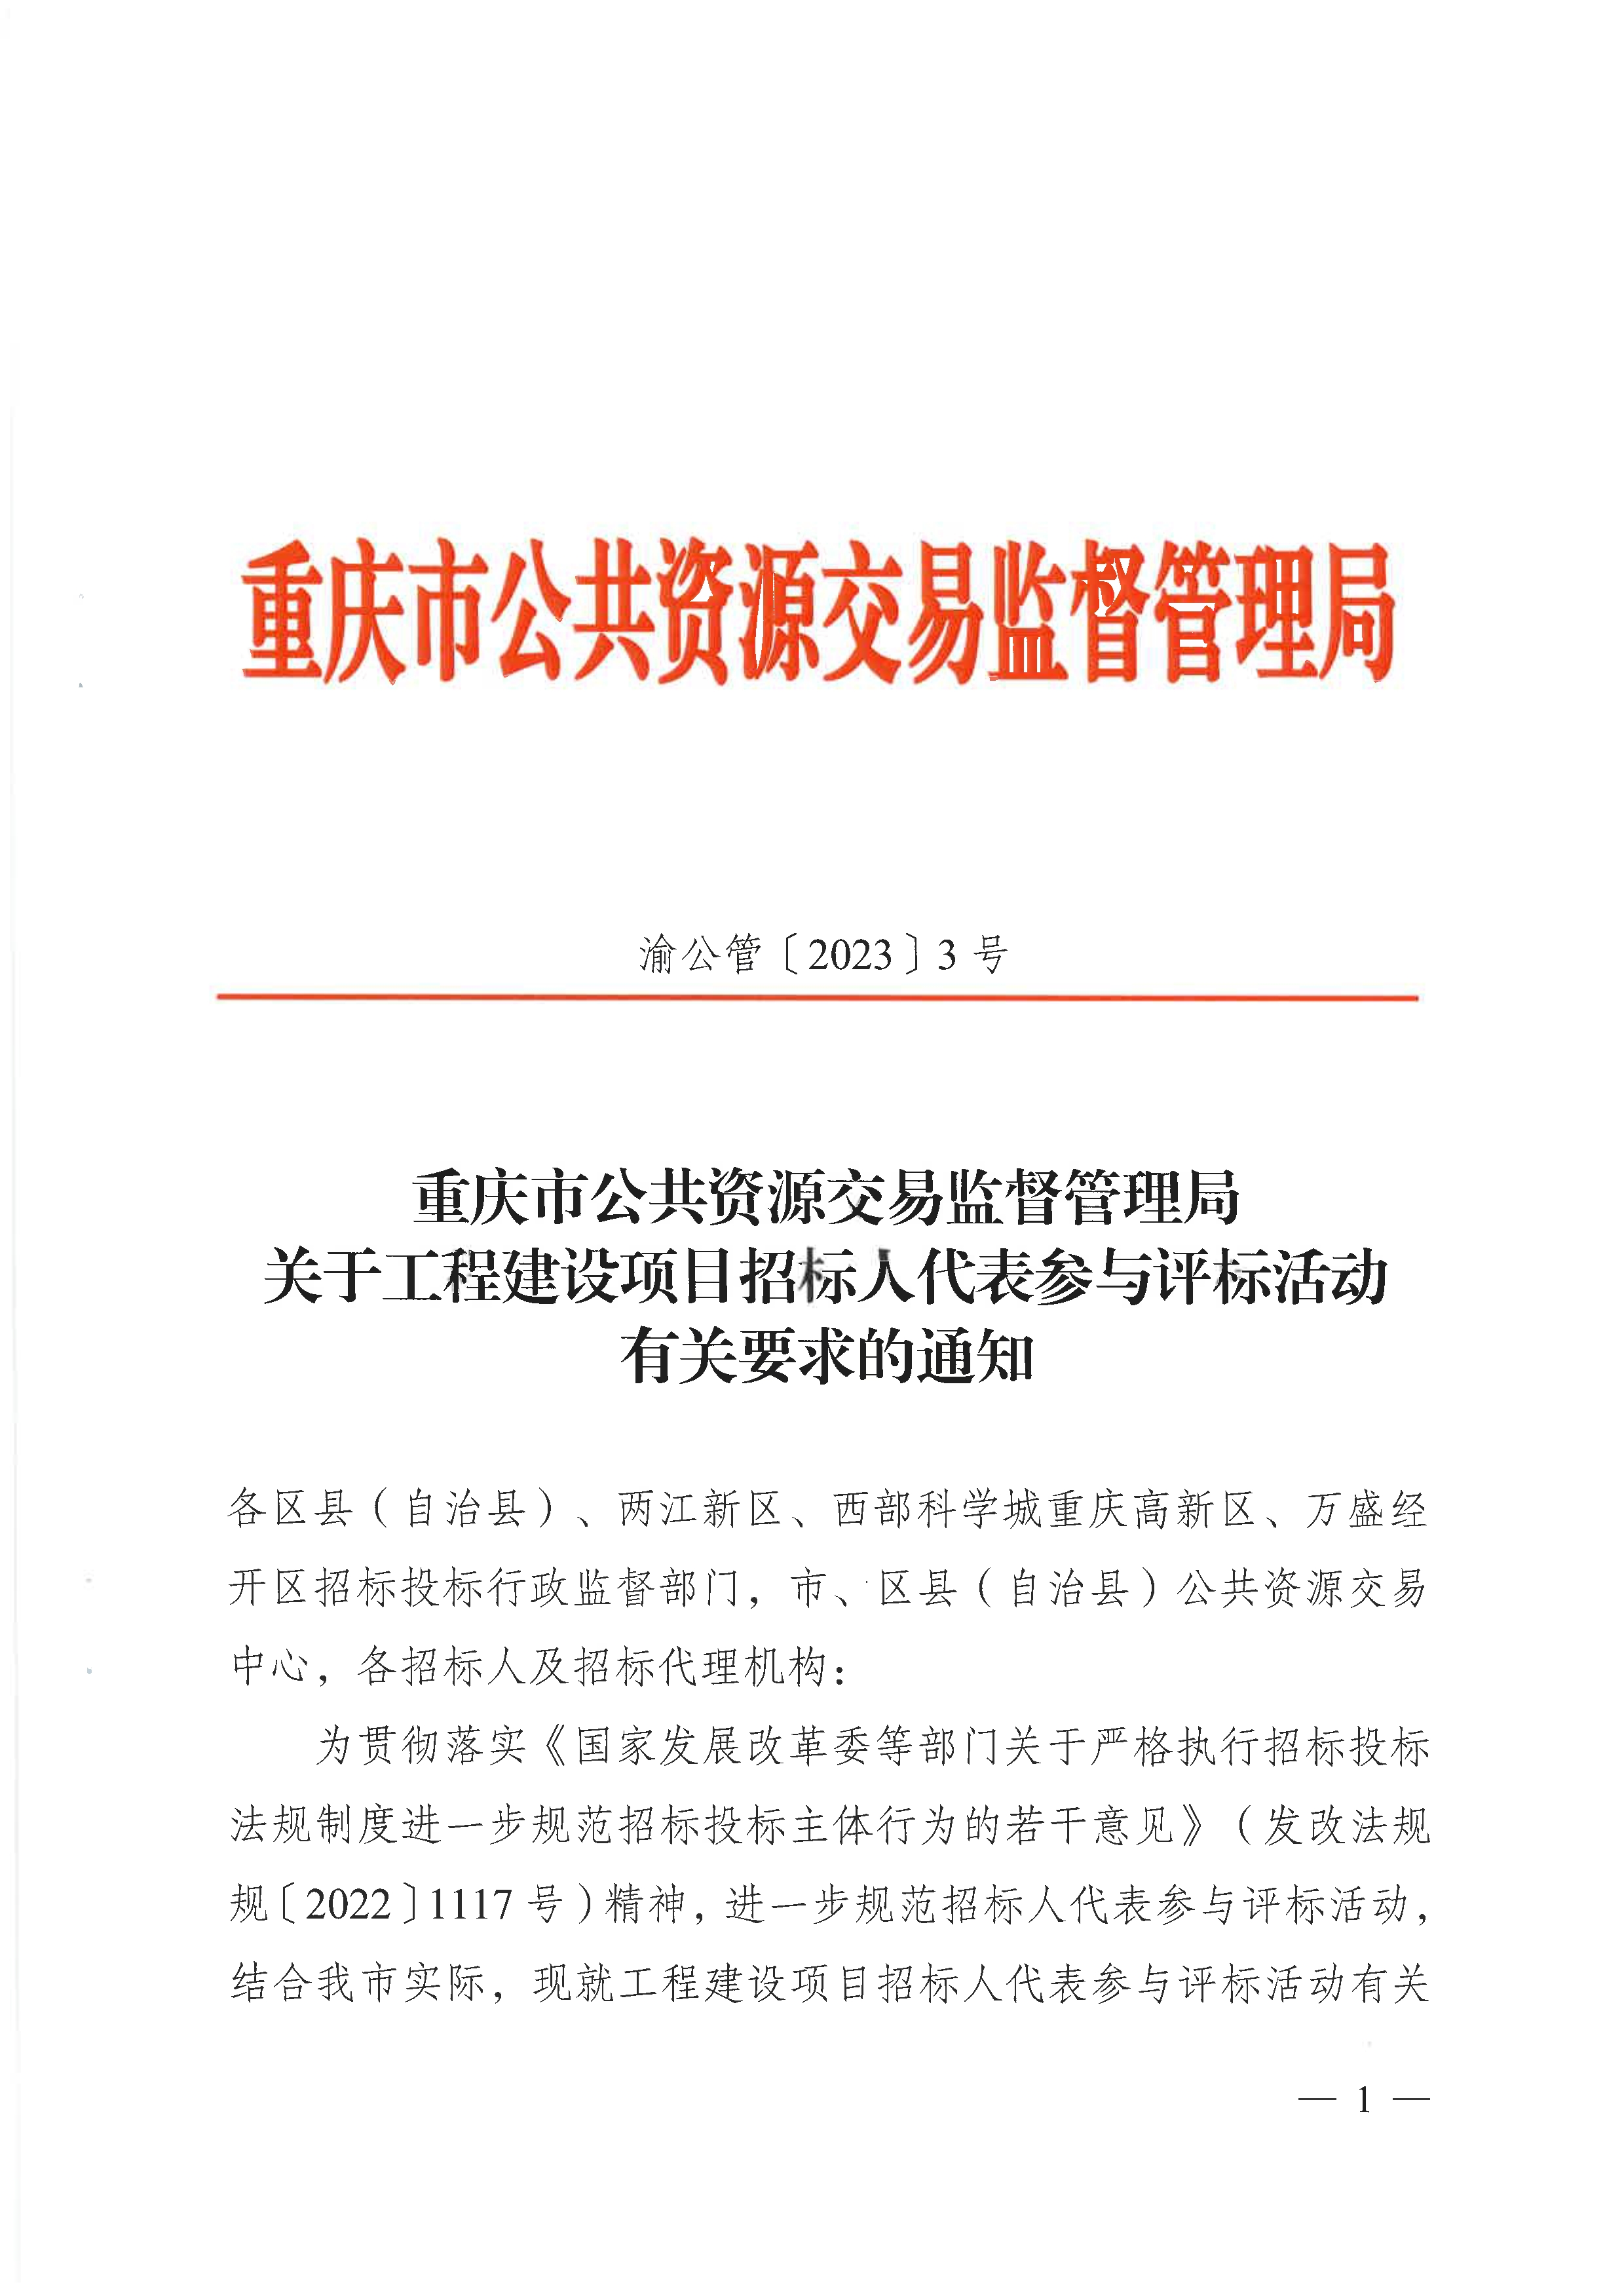 重庆市公共资源交易监督管理局
渝公管〔2023〕3 号
重庆市公共资源交易监督管理局
关于工程建设项目招标人代表参与评标活动
有关要求的通知
各区县（自治县）、两江新区、西部科学城重庆高新区、万盛经
开区招标投标行政监督部门，市、区县（自治县）公共资源交易
中心，各招标人及招标代理机构：
为贯彻落实《国家发展改革委等部门关于严格执行招标投标
法规制度进一步规范招标投标主体行为的若干意见》（发改法规
规〔2022〕1117 号）精神，进一步规范招标人代表参与评标活动，
结合我市实际，现就工程建设项目招标人代表参与评标活动有关
— 1 —